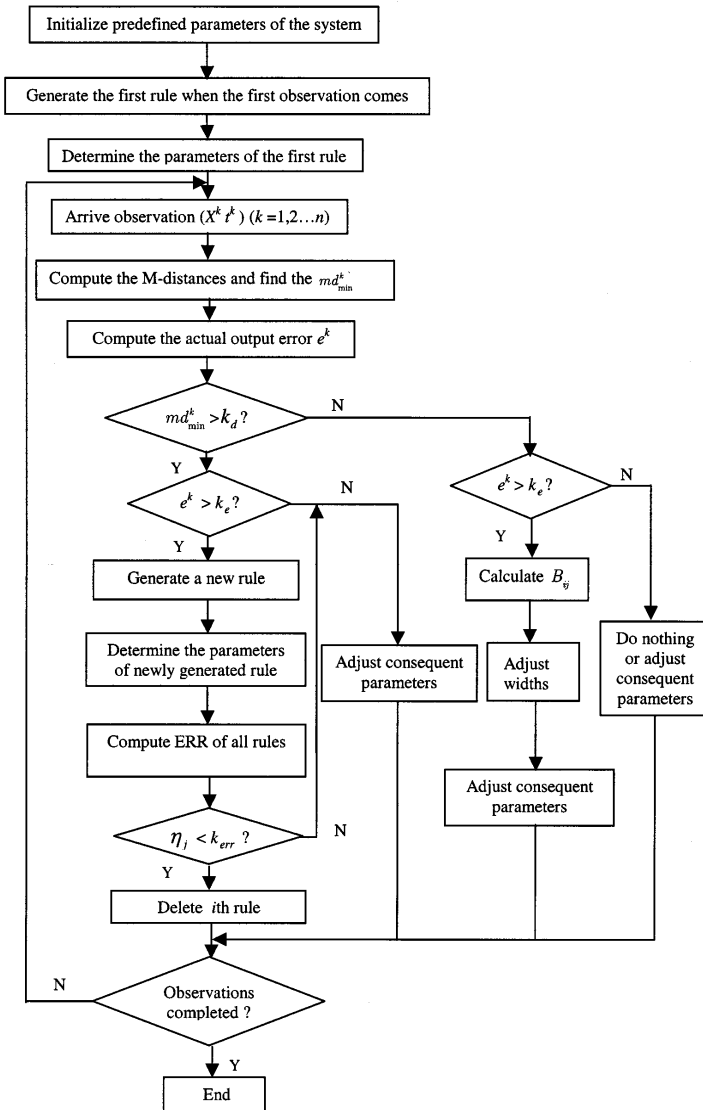 Initialize predefined parameters of the system
Generate the first rule when the first observation comes
Determine the parameters of the first rule
Arrive observation (X^k t^k) (k =1,2…n)
Compute the M-distances and find the md^k_min
Compute the actual output error e^k
md^k_min >k_d ?
N
Y
e^k > k_e ?
N
Y
e^k > k_e ?
N
Y
Generate a new rule
Calculate B_ij
Determine the parameters
of newly generated rule
Adjust consequent
parameters
Adjust
widths
Do nothing
or adjust
consequent
parameters
Compute ERR of all rules
Adjust consequent
parameters
η_j < k_err ?
N
Y
Delete ith rule
Observations
completed ?
N
Y
End